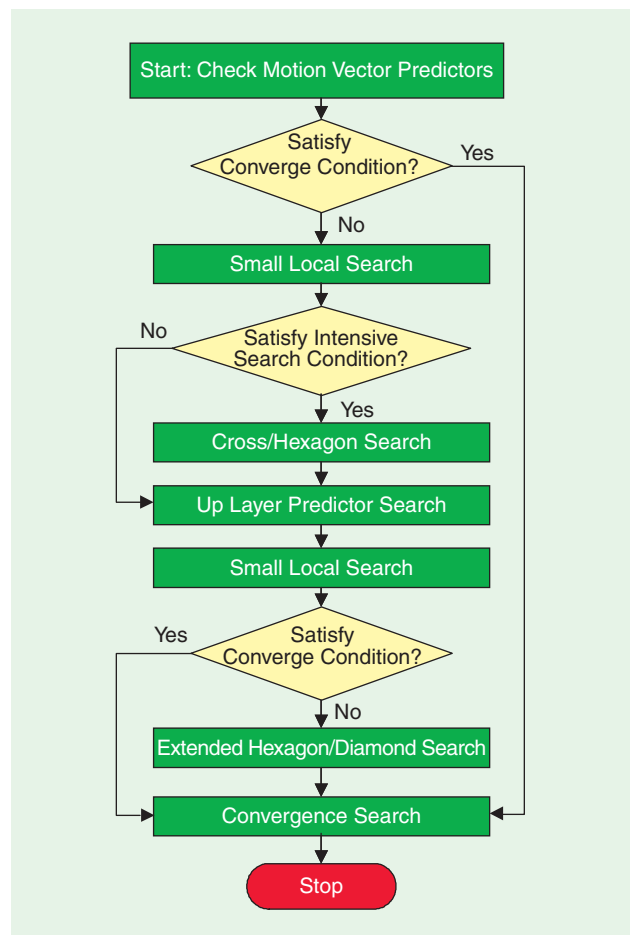 Start: Check Motion Vector Predictors
Satisfy
Converge Condition?
Yes
No
Small Local Search
No
Satisfy Intensive
Search Condition?
Yes
Cross/Hexagon Search
Up Layer Predictor Search
Small Local Search
Yes
Satisfy
Converge Condition?
No
Extended Hexagon/Diamond Search
Convergence Search
Stop